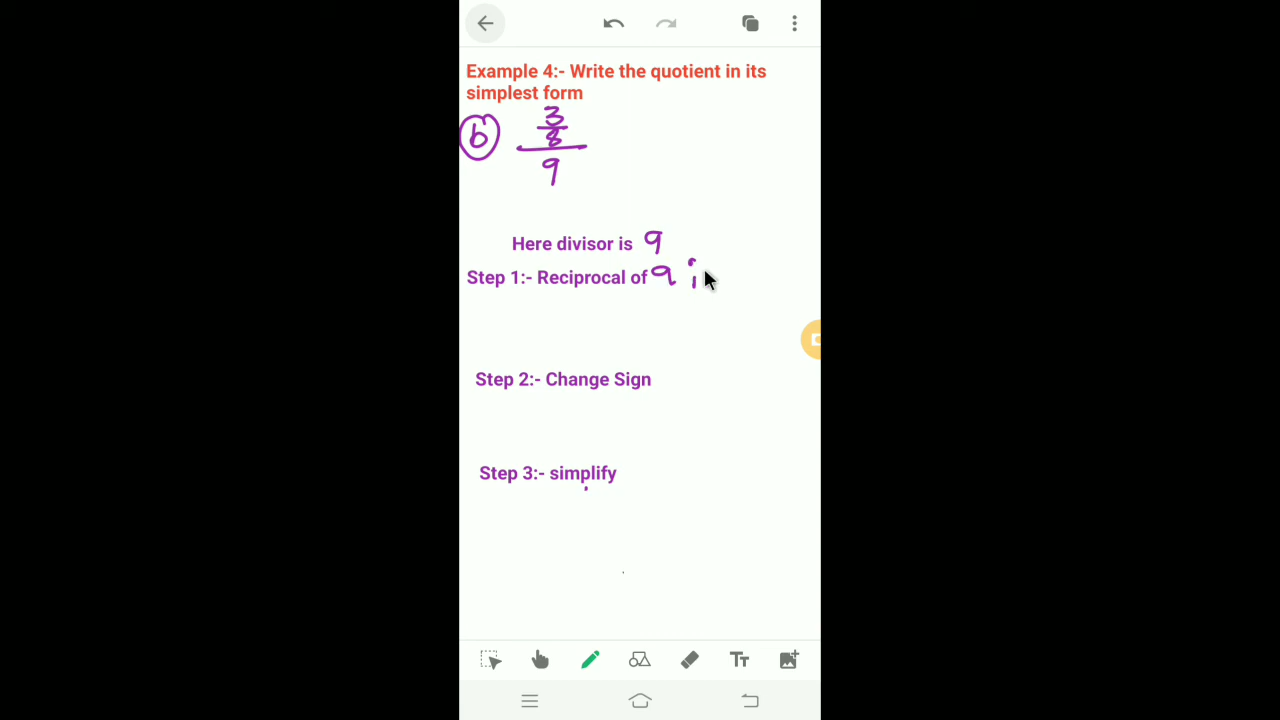 Example 4:- Write the quotient in its
simplest form
b 3
8
9
Here divisor is 9
Step 1:- Reciprocal of 9 i
Step 2:- Change Sign
Step 3:- simplify
Tт